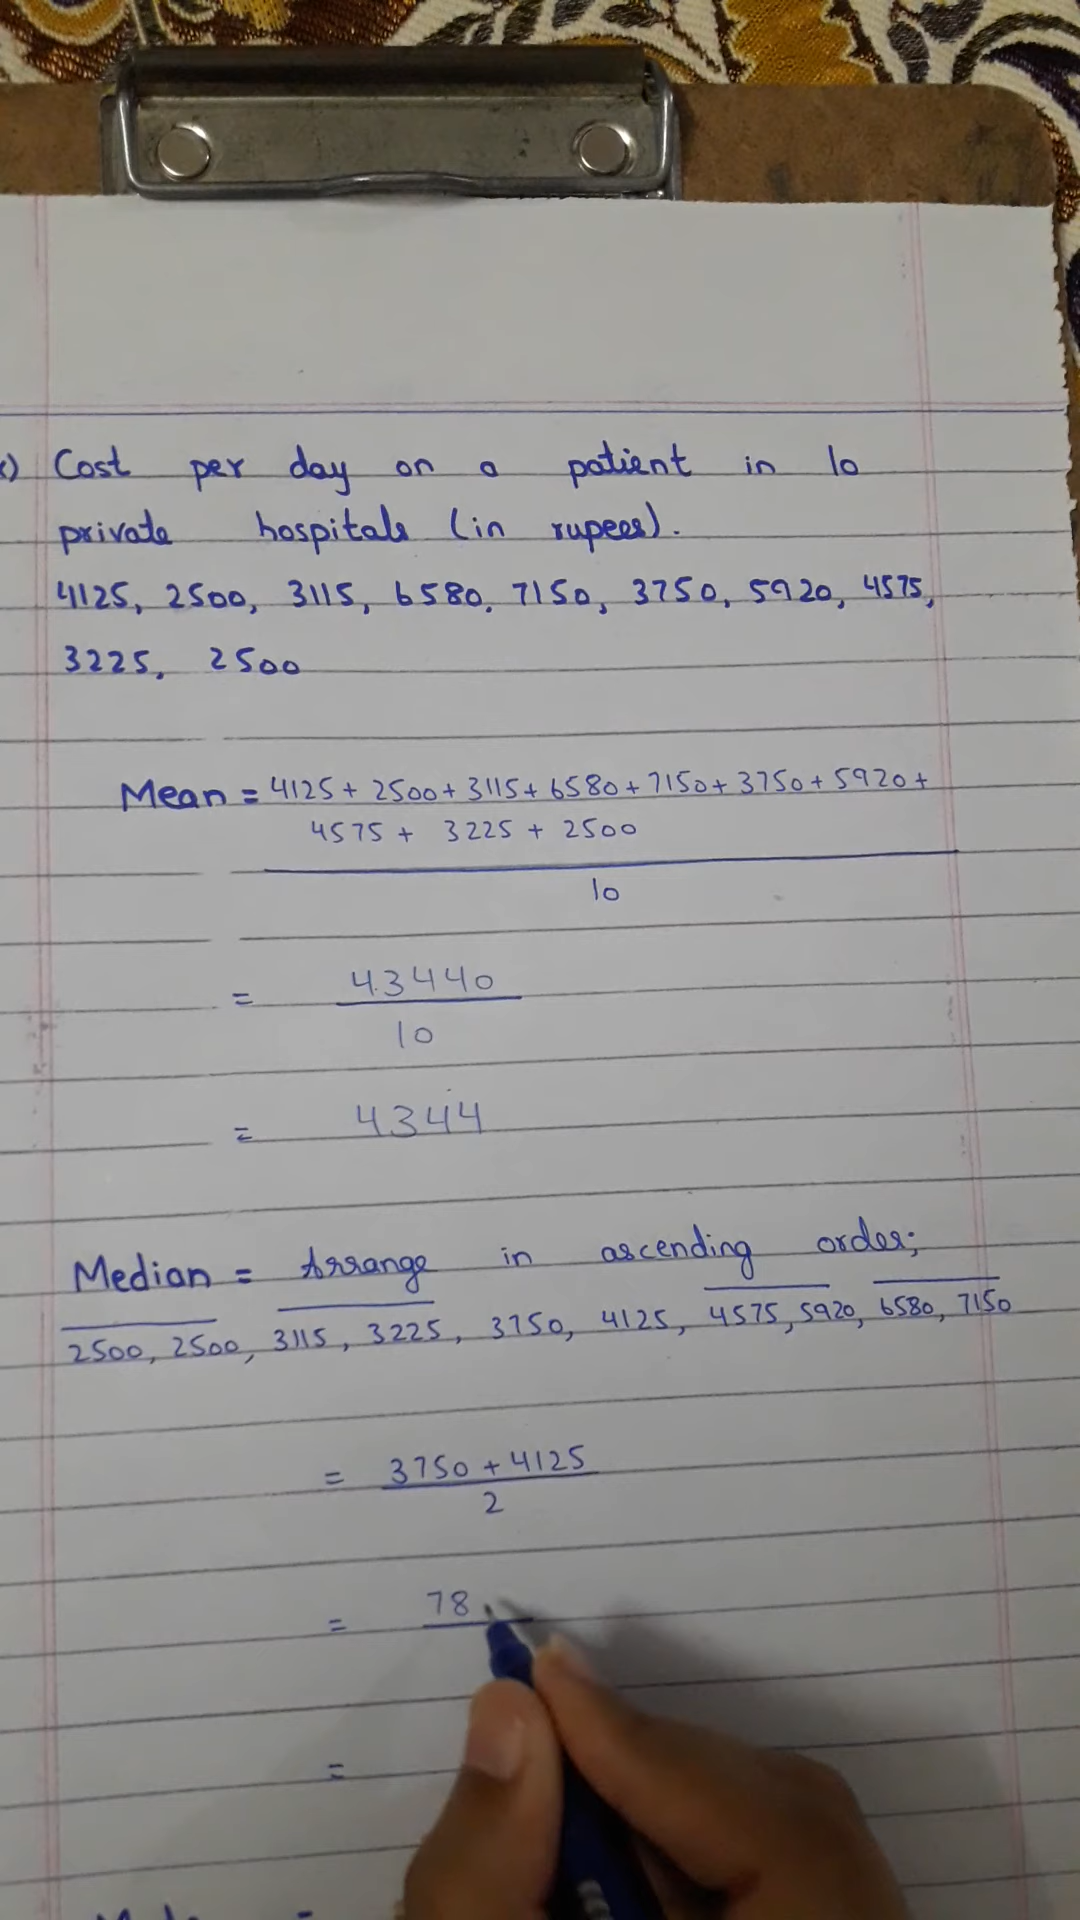 Cost per day on a patient in 10
private hospitals (in rupees).
4125, 2500, 3115, 6580, 7150, 3750, 5920, 4575,
3225, 2500
Mean = 4125 + 2500 + 3115 + 6580 + 7150 + 3750 + 5920 +
4575 + 3225 + 2500
10
= 43440
10
= 4344
Median = Arrange in ascending order;
2500, 2500, 3115, 3225, 3750, 4125, 4575, 5920, 6580, 7150
= 3750 + 4125
2
= 78
=